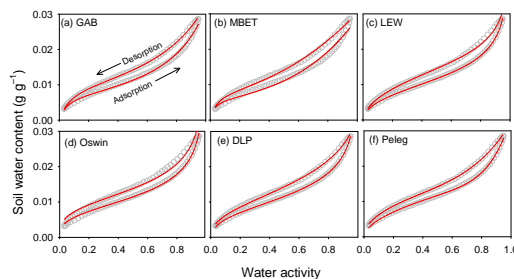 (a) GAB
(b) MBET
(c) LEW
0.03
0.02
0.01
0.00
Desorption
Adsorption
Soil water content (g g⁻¹)
(d) Oswin
(e) DLP
(f) Peleg
0.03
0.02
0.01
0.00
0.0 0.2 0.4 0.6 0.8 0.0 0.2 0.4 0.6 0.8 0.0 0.2 0.4 0.6 0.8 1.0
Water activity